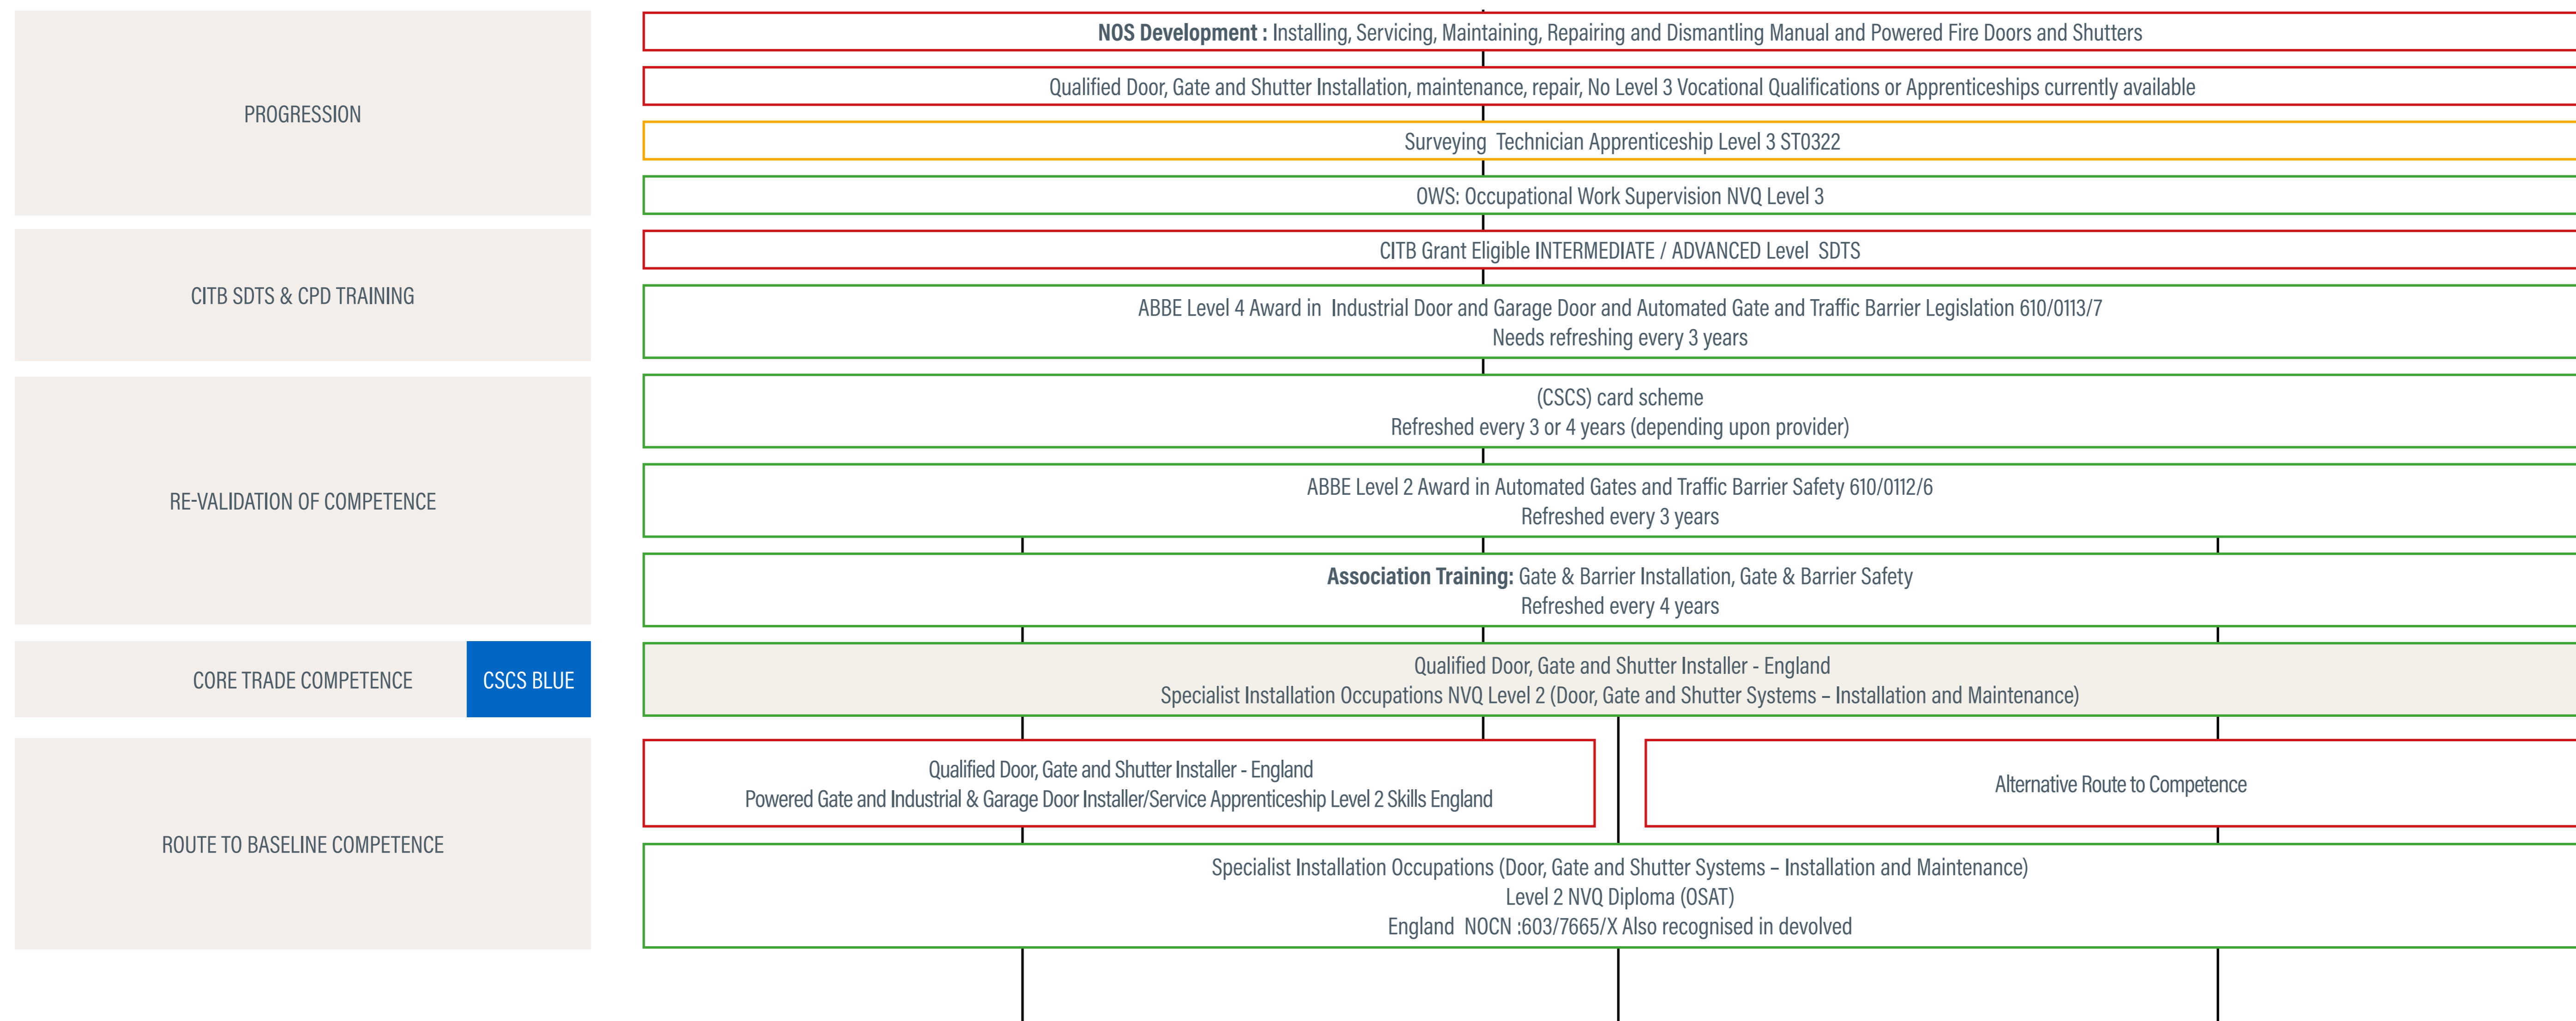 PROGRESSION
NOS Development : Installing, Servicing, Maintaining, Repairing and Dismantling Manual and Powered Fire Doors and Shutters
Qualified Door, Gate and Shutter Installation, maintenance, repair, No Level 3 Vocational Qualifications or Apprenticeships currently available
Surveying  Technician Apprenticeship Level 3 ST0322
OWS: Occupational Work Supervision NVQ Level 3
CITB SDTS & CPD TRAINING
CITB Grant Eligible INTERMEDIATE / ADVANCED Level  SDTS
ABBE Level 4 Award in  Industrial Door and Garage Door and Automated Gate and Traffic Barrier Legislation 610/0113/7
Needs refreshing every 3 years
RE-VALIDATION OF COMPETENCE
(CSCS) card scheme
Refreshed every 3 or 4 years (depending upon provider)
ABBE Level 2 Award in Automated Gates and Traffic Barrier Safety 610/0112/6
Refreshed every 3 years
Association Training: Gate & Barrier Installation, Gate & Barrier Safety
Refreshed every 4 years
CORE TRADE COMPETENCE
CSCS BLUE
Qualified Door, Gate and Shutter Installer - England
Specialist Installation Occupations NVQ Level 2 (Door, Gate and Shutter Systems – Installation and Maintenance)
ROUTE TO BASELINE COMPETENCE
Qualified Door, Gate and Shutter Installer - England
Powered Gate and Industrial & Garage Door Installer/Service Apprenticeship Level 2 Skills England
Alternative Route to Competence
Specialist Installation Occupations (Door, Gate and Shutter Systems – Installation and Maintenance)
Level 2 NVQ Diploma (OSAT)
England  NOCN :603/7665/X Also recognised in devolved